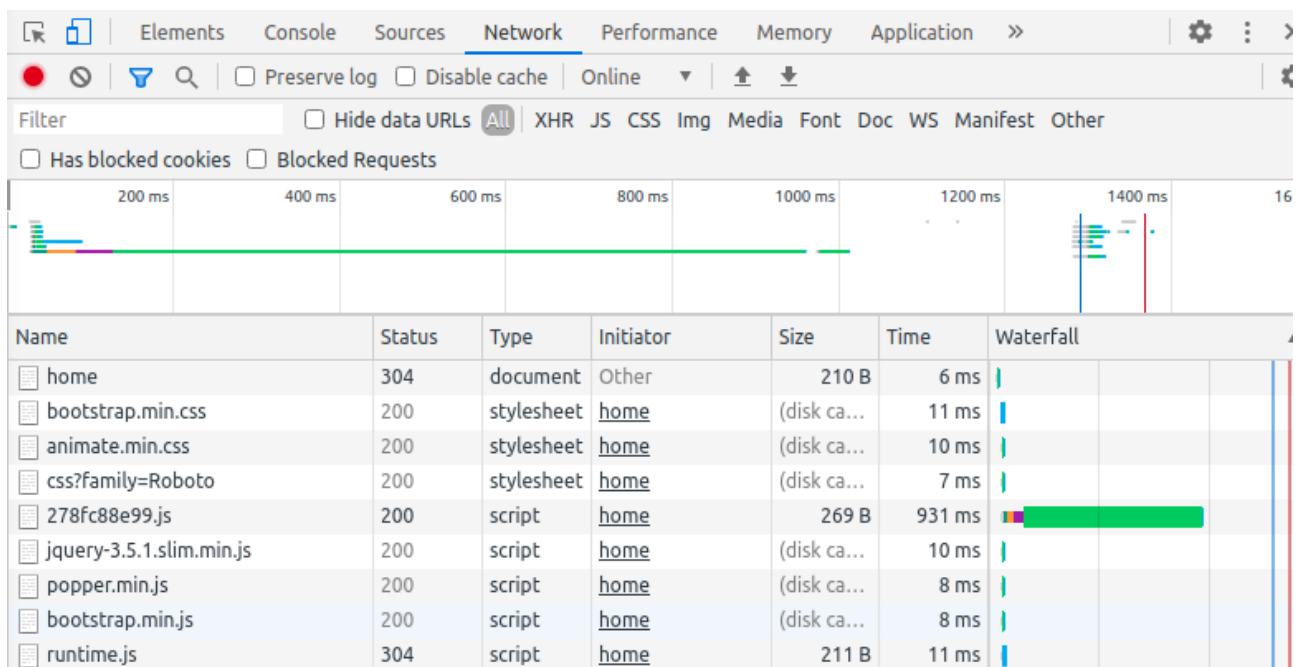 Elements Console Sources Network Performance Memory Application »
Preserve log Disable cache Online
Filter Hide data URLs All XHR JS CSS Img Media Font Doc WS Manifest Other
Has blocked cookies Blocked Requests
200 ms 400 ms 600 ms 800 ms 1000 ms 1200 ms 1400 ms 16
Name Status Type Initiator Size Time Waterfall
home 304 document Other 210 B 6 ms
bootstrap.min.css 200 stylesheet home (disk ca... 11 ms
animate.min.css 200 stylesheet home (disk ca... 10 ms
css?family=Roboto 200 stylesheet home (disk ca... 7 ms
278fc88e99.js 200 script home 269 B 931 ms
jquery-3.5.1.slim.min.js 200 script home (disk ca... 10 ms
popper.min.js 200 script home (disk ca... 8 ms
bootstrap.min.js 200 script home (disk ca... 8 ms
runtime.js 304 script home 211 B 11 ms